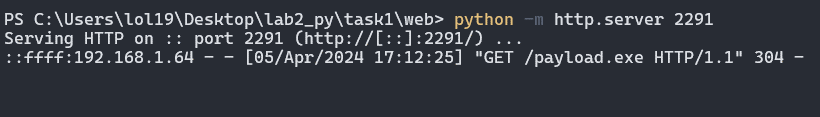 PS C:\Users\lol19\Desktop\lab2_py\task1\web> python -m http.server 2291
Serving HTTP on :: port 2291 (http://[::]:2291/) ...
::ffff:192.168.1.64 - - [05/Apr/2024 17:12:25] "GET /payload.exe HTTP/1.1" 304 -